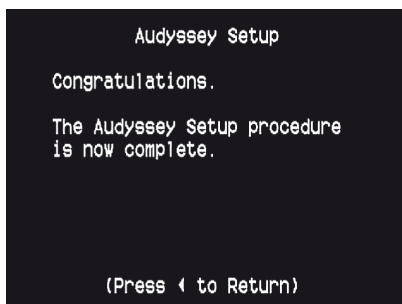 Audyssey Setup
Congratulations.
The Audyssey Setup procedure
is now complete.
(Press ◀ to Return)